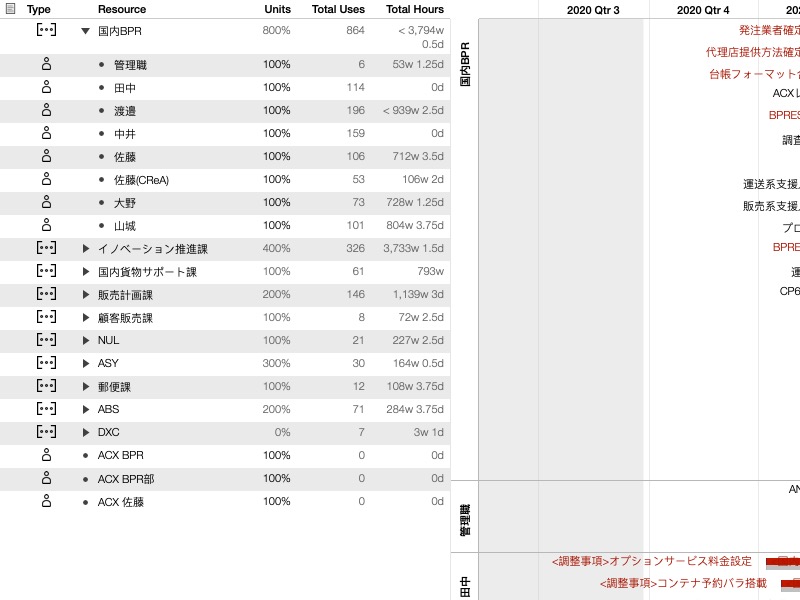 Type Resource Units Total Uses Total Hours
国内BPR 800% 864 < 3,794w
0.5d
管理職 100% 6 53w 1.25d
田中 100% 114 0d
渡邉 100% 196 < 939w 2.5d
中井 100% 159 0d
佐藤 100% 106 712w 3.5d
佐藤(CReA) 100% 53 106w 2d
大野 100% 73 728w 1.25d
山城 100% 101 804w 3.75d
イノベーション推進課 400% 326 3,733w 1.5d
国内貨物サポート課 100% 61 793w
販売計画課 200% 146 1,139w 3d
顧客販売課 100% 8 72w 2.5d
NUL 100% 21 227w 2.5d
ASY 300% 30 164w 0.5d
郵便課 100% 12 108w 3.75d
ABS 200% 71 284w 3.75d
DXC 0% 7 3w 1d
ACX BPR 100% 0 0d
ACX BPR部 100% 0 0d
ACX 佐藤 100% 0 0d
2020 Qtr 3 2020 Qtr 4 202
国内BPR
発注業者確定
代理店提供方法確定
台帳フォーマット
ACX
BPRES
調査
運送系支援
販売系支援
プロ
BPRE
運
CP6
管理職
AN
田中
<調整事項>オプションサービス料金設定
<調整事項>コンテナ予約バラ搭載